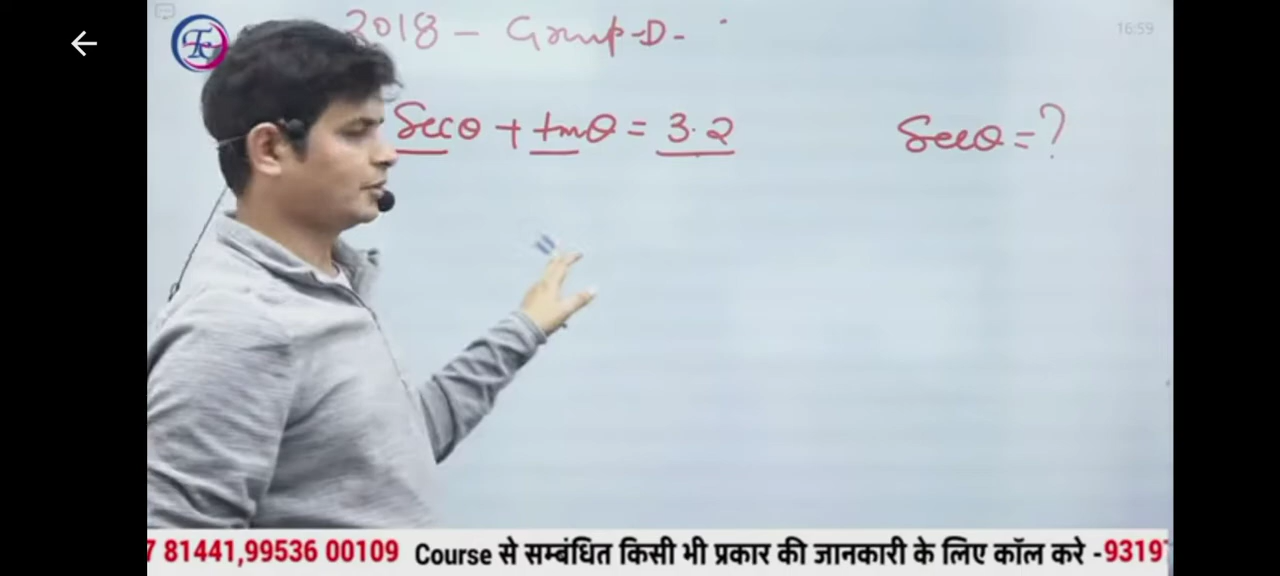 2018 - Group-D-
16:59
Secθ + tanθ = 3.2
Secθ = ?
7 81441,99536 00109 Course से सम्बंधित किसी भी प्रकार की जानकारी के लिए कॉल करे -9319